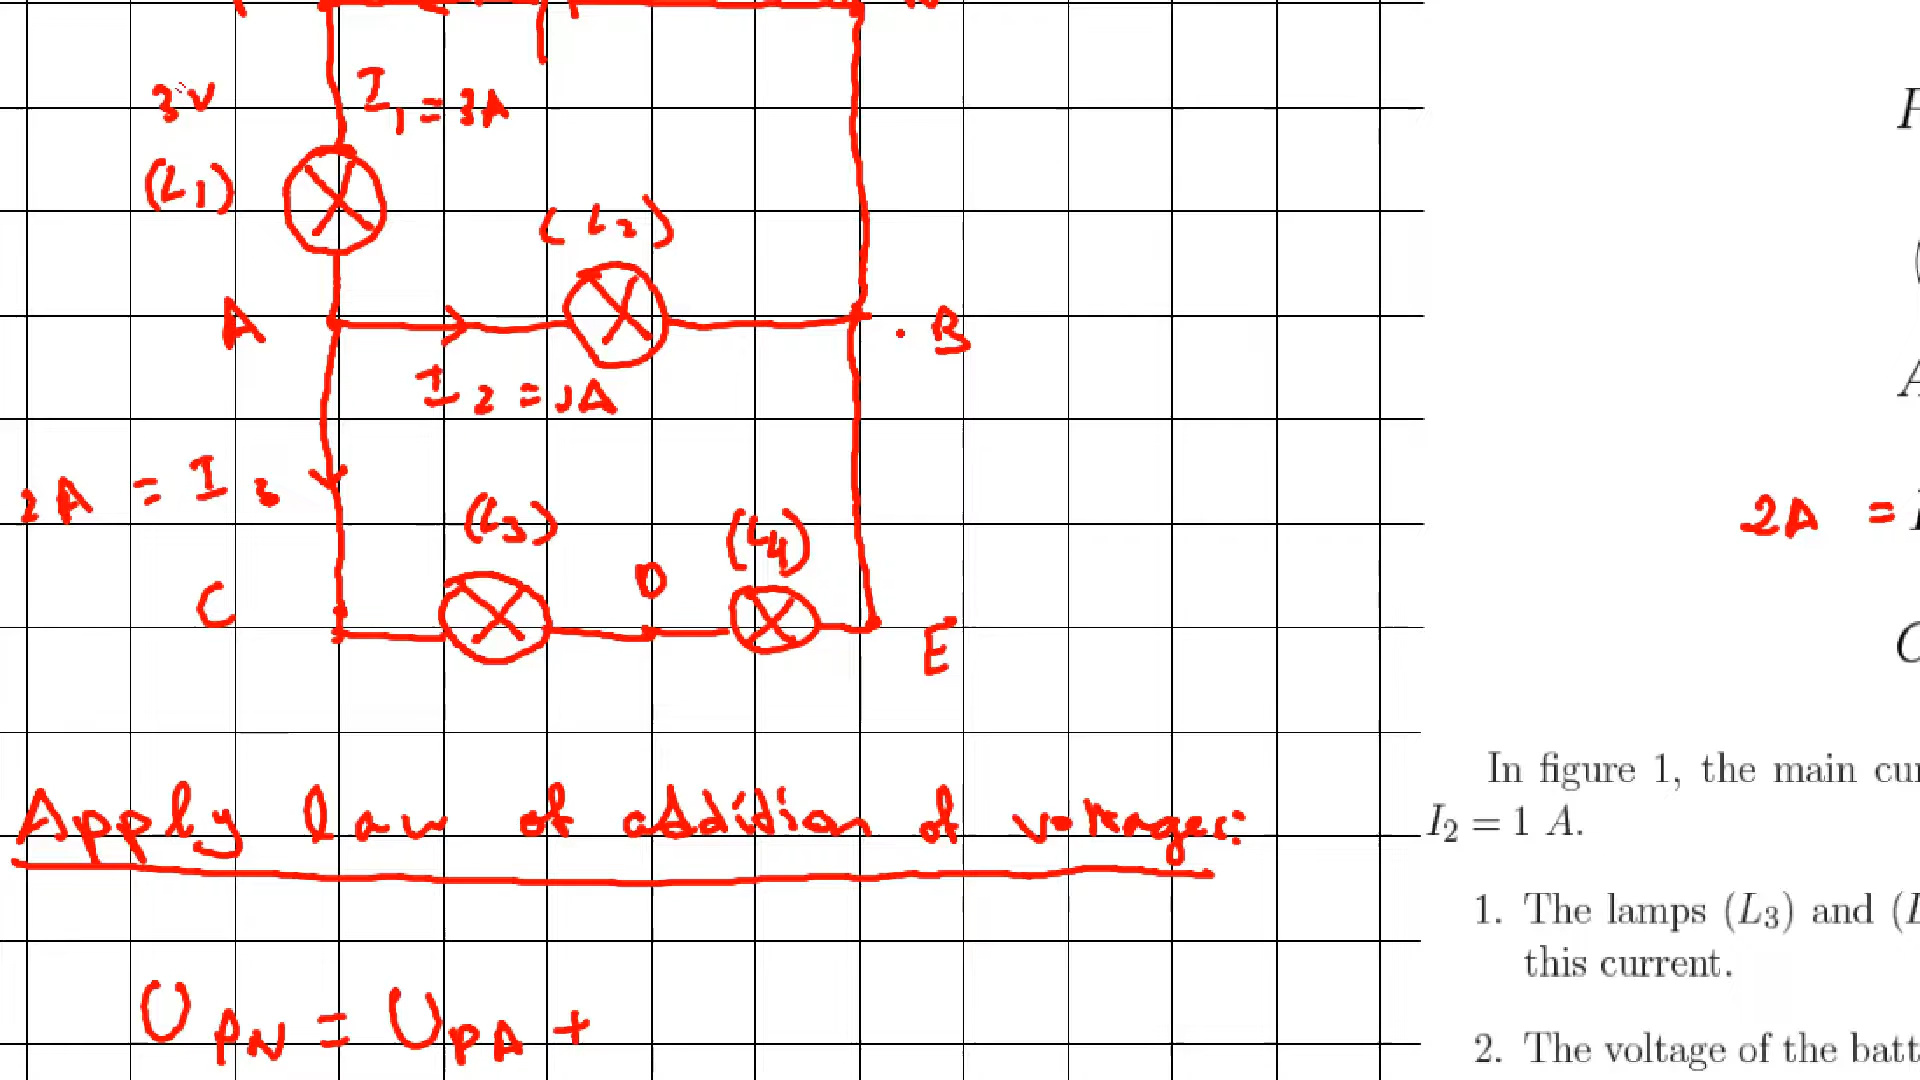 3V
I1 = 3A
(L1)
(L2)
A
B
I2 = 1A
2A = I3
(L3)
(L4)
C
D
E
Apply law of addition of voltages:
UPN = UPA +
2A =
In figure 1, the main
I2 = 1 A.
1. The lamps (L3) and
this current.
2. The voltage of the